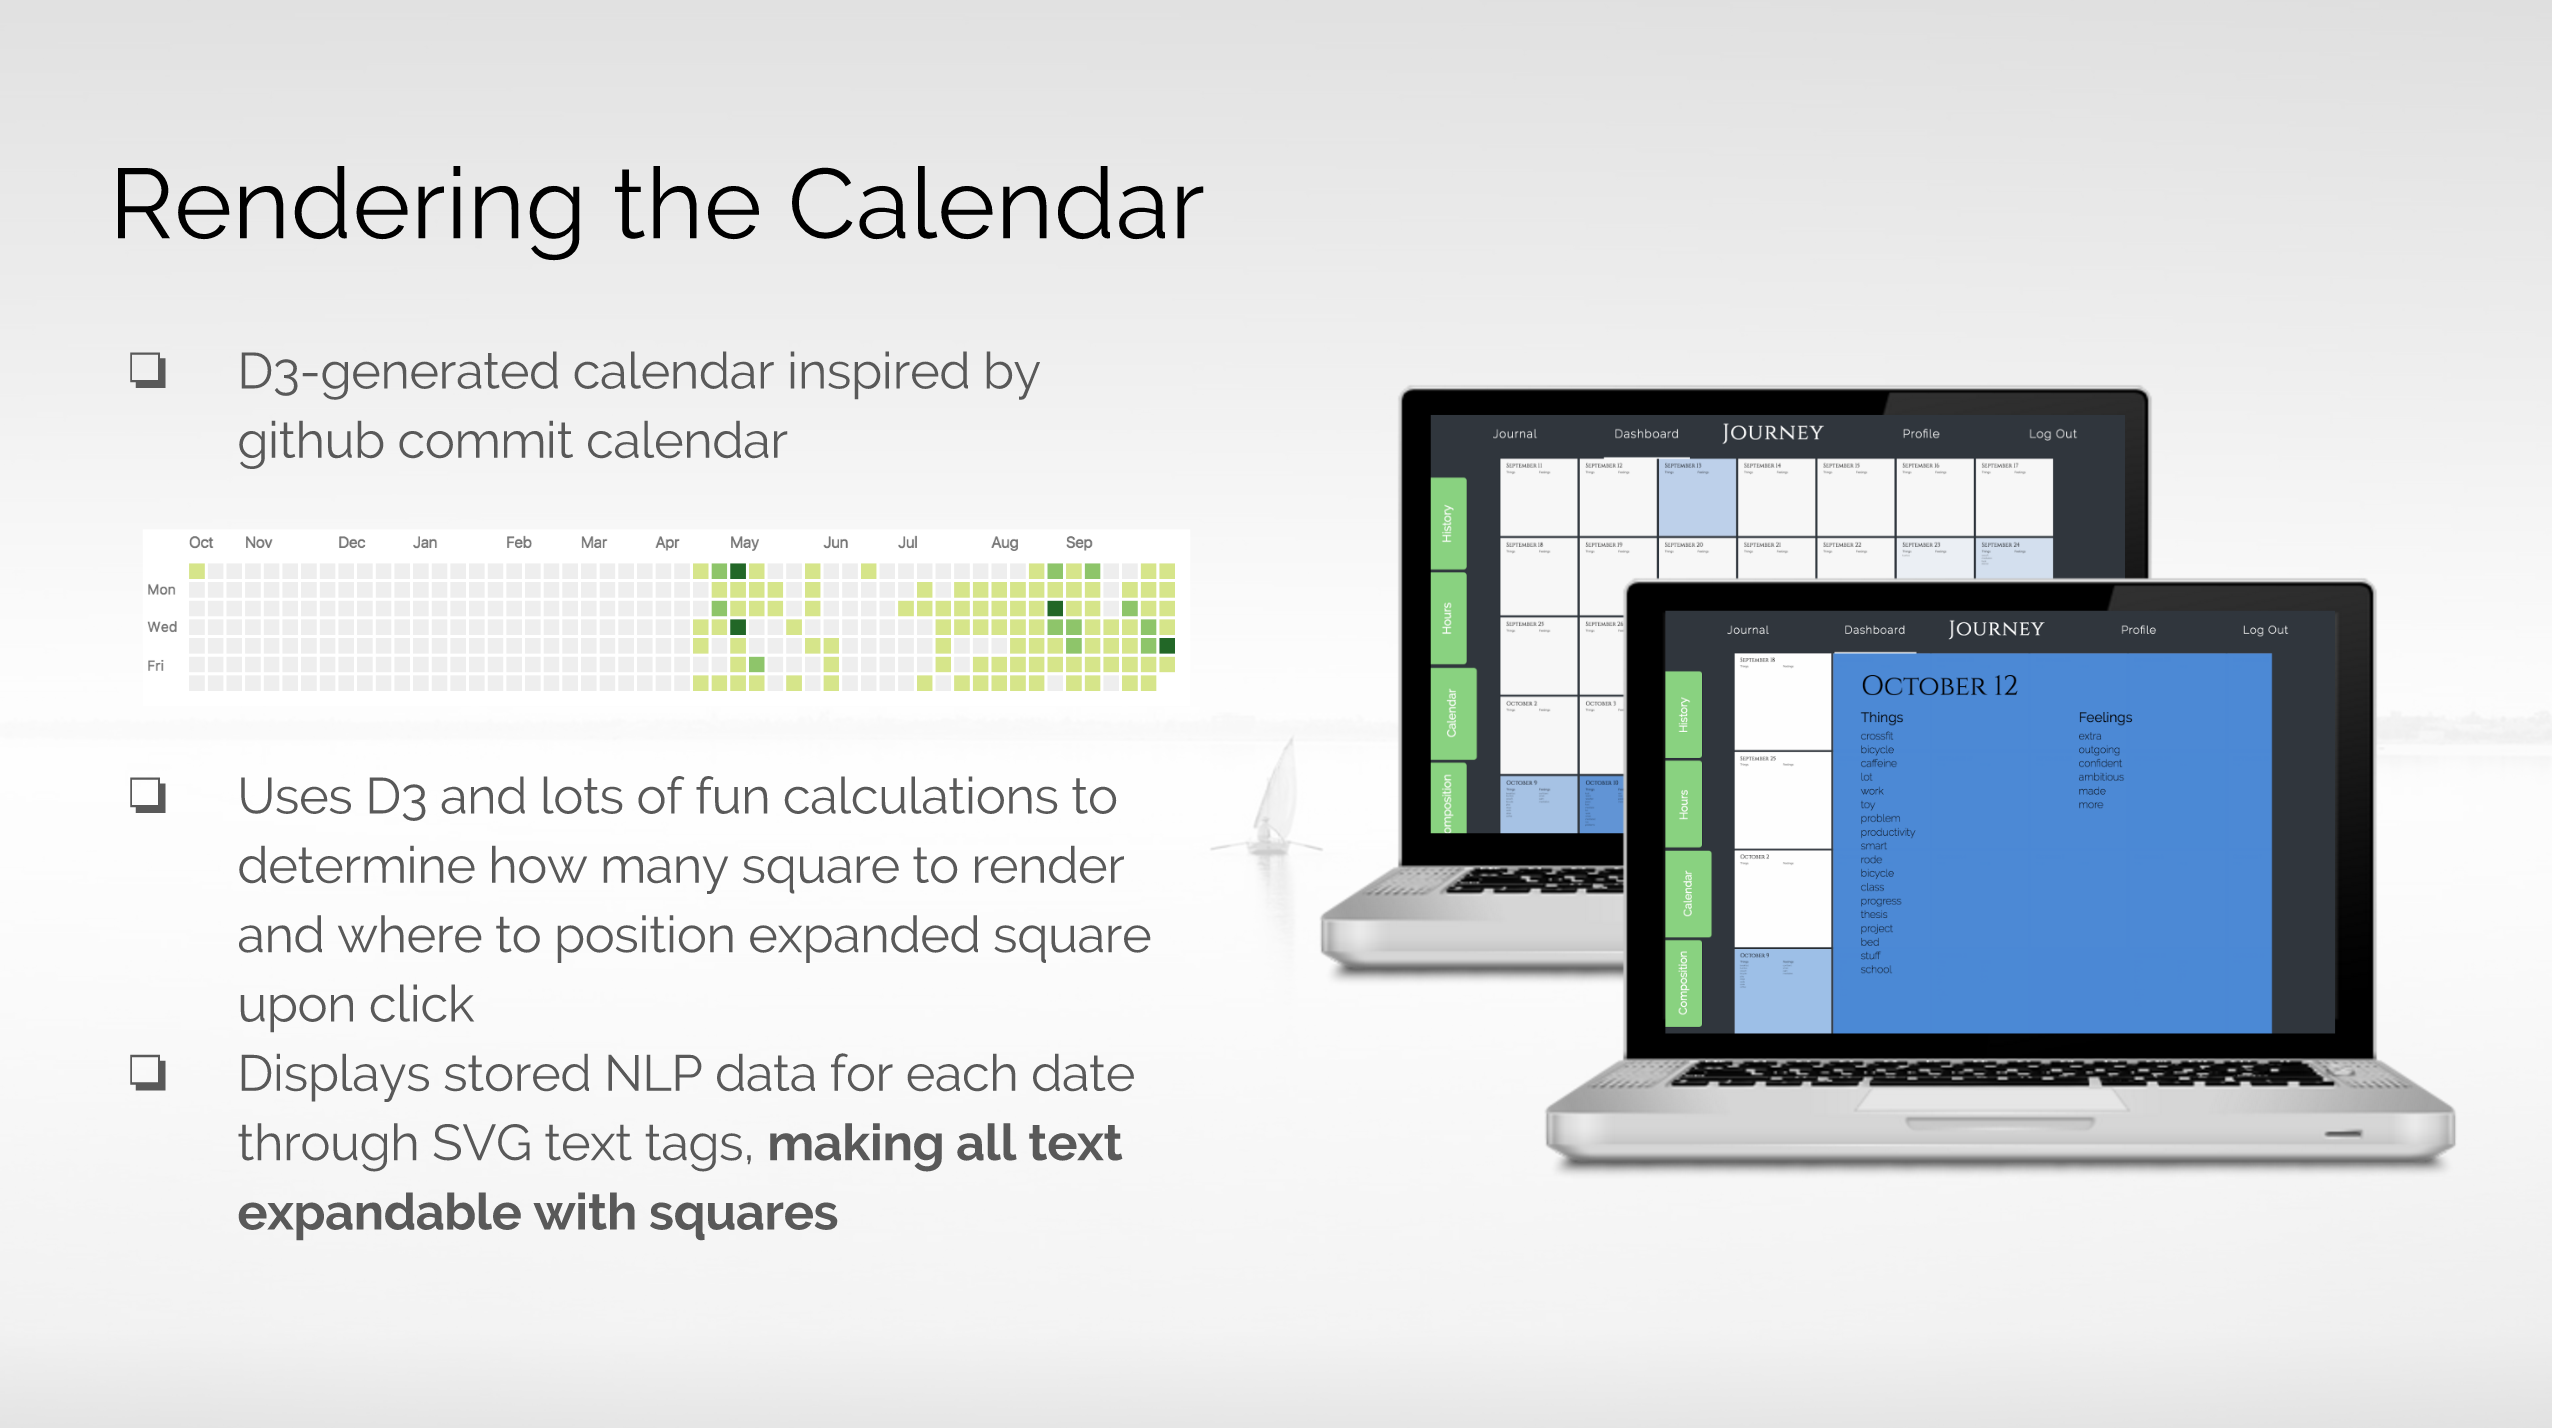 Rendering the Calendar
D3-generated calendar inspired by
github commit calendar
Oct Nov Dec Jan Feb Mar Apr May Jun Jul Aug Sep
Mon
Wed
Fri
Uses D3 and lots of fun calculations to
determine how many square to render
and where to position expanded square
upon click
Displays stored NLP data for each date
through SVG text tags, making all text
expandable with squares
Journal Dashboard JOURNEY Profile Log Out
History
Hours
Calendar
omposition
SEPTEMBER 11 SEPTEMBER 12 SEPTEMBER 13 SEPTEMBER 14 SEPTEMBER 15 SEPTEMBER 16 SEPTEMBER 17
SEPTEMBER 18 SEPTEMBER 19 SEPTEMBER 20 SEPTEMBER 21 SEPTEMBER 22 SEPTEMBER 23 SEPTEMBER 24
SEPTEMBER 25 SEPTEMBER 26
OCTOBER 2 OCTOBER 3
OCTOBER 9 OCTOBER 10
Journal Dashboard JOURNEY Profile Log Out
History
Hours
Calendar
Composition
SEPTEMBER 18
SEPTEMBER 25
OCTOBER 2
OCTOBER 9
OCTOBER 12
Things Feelings
crossfit extra
bicycle outgoing
caffeine confident
lot ambitious
work made
toy more
problem
productivity
smart
rode
bicycle
class
progress
thesis
project
bed
stuff
school